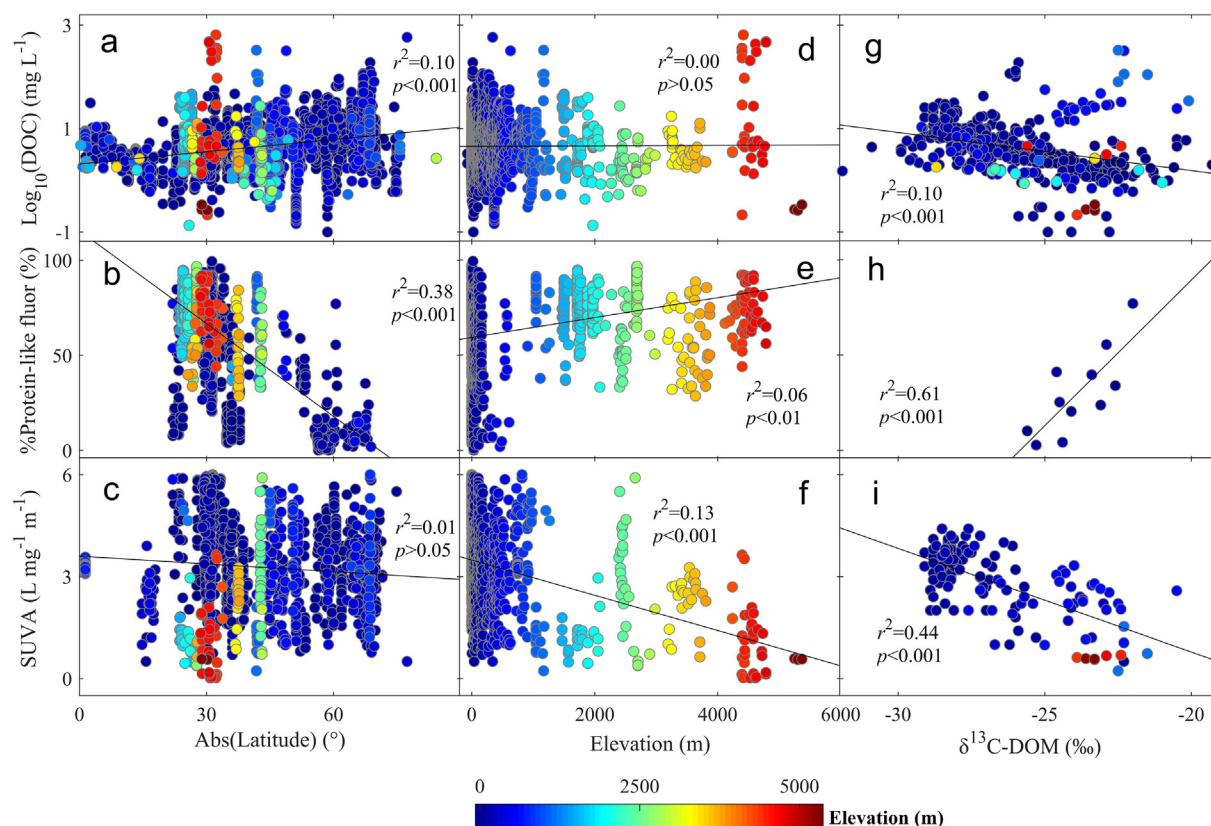 a
r²=0.10
p<0.001
d
r²=0.00
p>0.05
g
r²=0.10
p<0.001
Log₁₀(DOC) (mg L⁻¹)
3
1
-1
b
r²=0.38
p<0.001
e
r²=0.06
p<0.01
h
r²=0.61
p<0.001
%Protein-like fluor (%)
100
50
0
c
r²=0.01
p>0.05
f
r²=0.13
p<0.001
i
r²=0.44
p<0.001
SUVA (L mg⁻¹ m⁻¹)
6
3
0
0 30 60
0 2000 4000 6000
-30 -25 -20
Abs(Latitude) (°)
Elevation (m)
δ¹³C-DOM (‰)
0 2500 5000
Elevation (m)